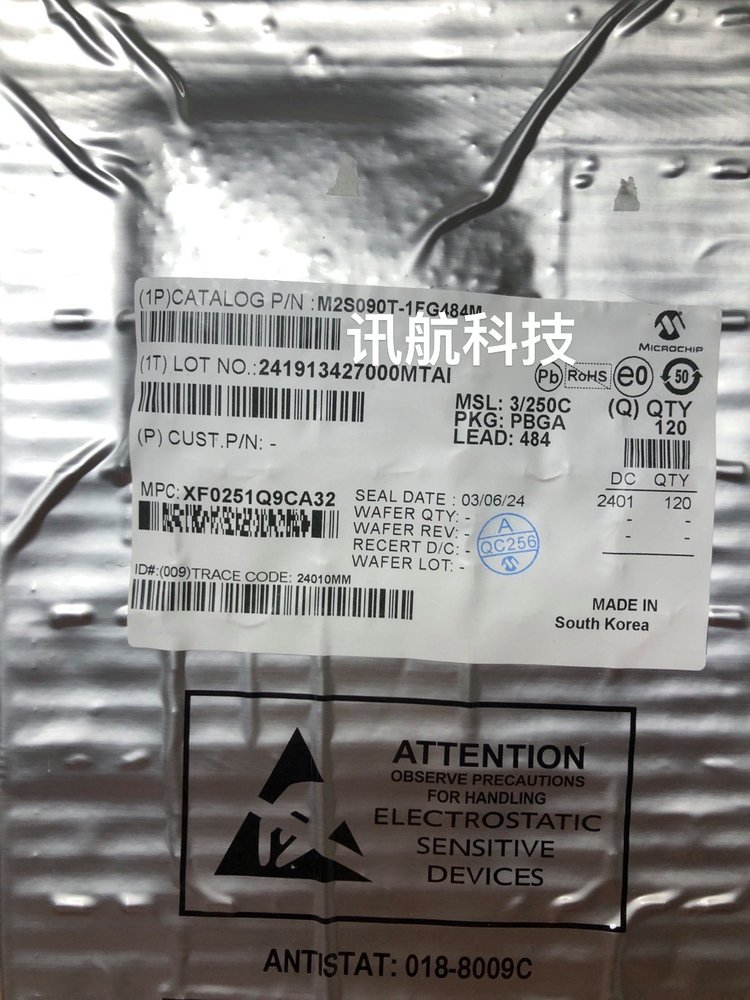 (1P)CATALOG P/N :M2S090T-1FG484M
讯航科技
MICROCHIP
(1T) LOT NO.:241913427000MTAI
Pb RoHS e0 50
MSL: 3/250C
PKG: PBGA
LEAD: 484
(Q) QTY
120
(P) CUST.P/N: -
DC QTY
2401 120
- -
- -
MPC:XF0251Q9CA32
SEAL DATE : 03/06/24
WAFER QTY: -
WAFER REV: -
RECERT D/C: -
WAFER LOT: -
A
QC256
ID#:(009)TRACE CODE: 24010MM
MADE IN
South Korea
ATTENTION
OBSERVE PRECAUTIONS
FOR HANDLING
ELECTROSTATIC
SENSITIVE
DEVICES
ANTISTAT: 018-8009C